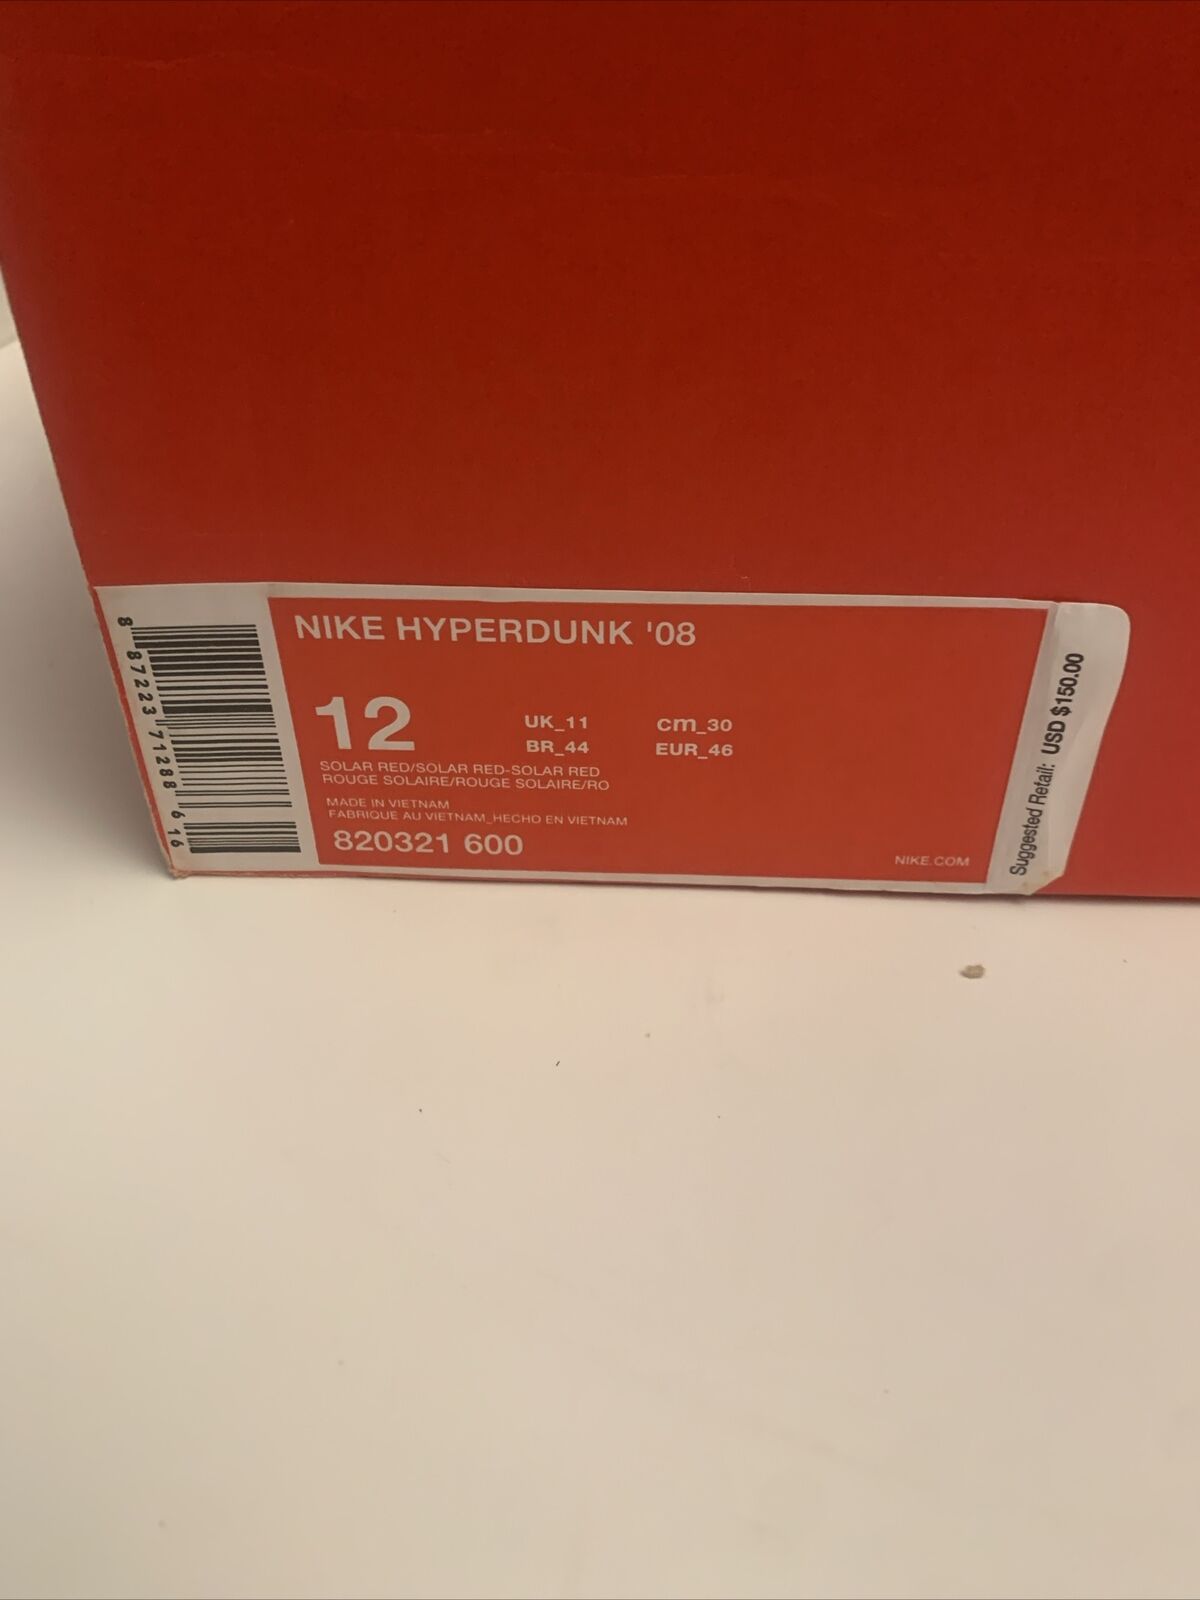 NIKE HYPERDUNK '08
12
UK_11 cm_30
BR_44 EUR_46
SOLAR RED/SOLAR RED-SOLAR RED
ROUGE SOLAIRE/ROUGE SOLAIRE/RO
MADE IN VIETNAM
FABRIQUE AU VIETNAM_HECHO EN VIETNAM
820321 600
NIKE.COM
8 87223 71288 6 16
Suggested Retail: USD $150.00